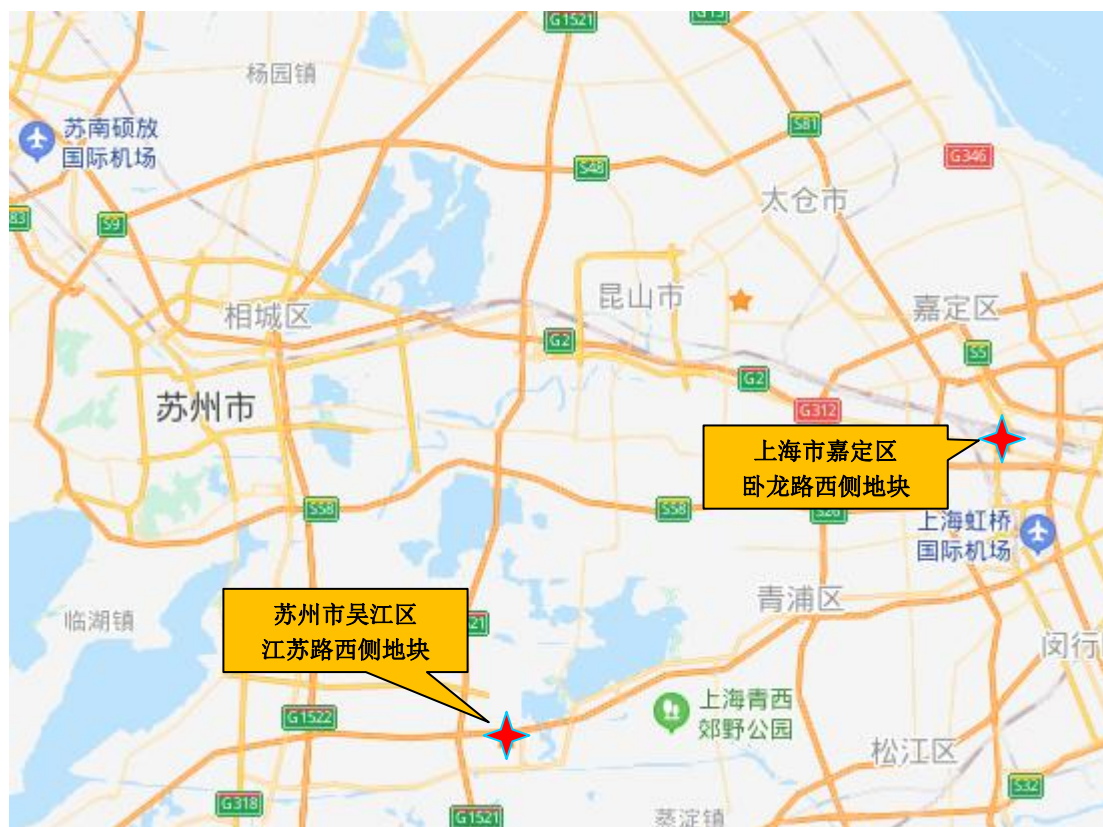 G1521
G15
杨园镇
苏南硕放
国际机场
S81
G346
S48
太仓市
83
S9
昆山市
嘉定区
相城区
G2
S5
G2
苏州市
G312
上海市嘉定区
卧龙路西侧地块
S58
S58
S26
上海虹桥
国际机场
青浦区
苏州市吴江区
江苏路西侧地块
临湖镇
21
闵行
上海青西
郊野公园
G1522
松江区
S32
G318
G1521
蒸淀镇